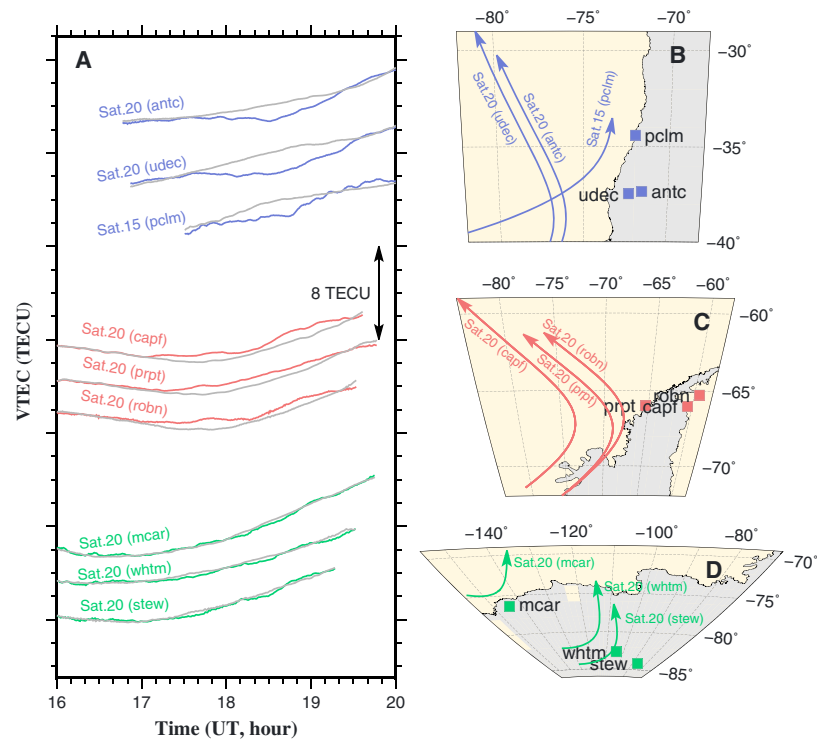 A
Sat.20 (antc)
Sat.20 (udec)
Sat.15 (pclm)
8 TECU
Sat.20 (capf)
Sat.20 (prpt)
Sat.20 (robn)
Sat.20 (mcar)
Sat.20 (whtm)
Sat.20 (stew)
VTEC (TECU)
16 17 18 19 20
Time (UT, hour)
−80˚ −75˚ −70˚
B
−30˚
−35˚
−40˚
Sat.20 (udec)
Sat.20 (antc)
Sat.15 (pclm)
pclm
udec
antc
−80˚ −75˚ −70˚ −65˚ −60˚
C
−60˚
−65˚
−70˚
Sat.20 (capf)
Sat.20 (prpt)
Sat.20 (robn)
robn
prpt
capf
−140˚ −120˚ −100˚ −80˚
D
−70˚
−75˚
−80˚
−85˚
Sat.20 (mcar)
Sat.20 (whtm)
Sat.20 (stew)
mcar
whtm
stew